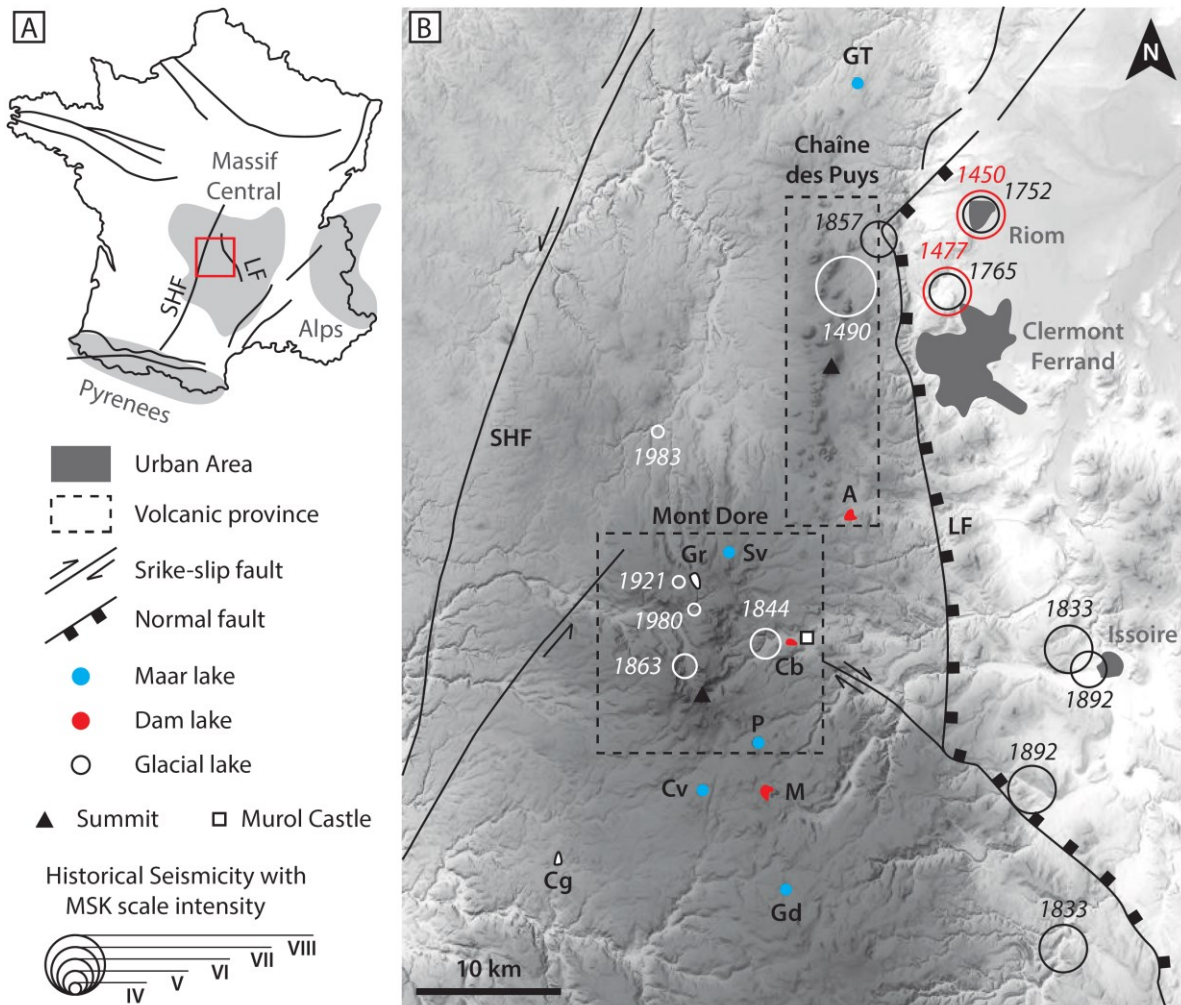 A
Massif
Central
SHF
LF
Alps
Pyrenees
Urban Area
Volcanic province
Srike-slip fault
Normal fault
Maar lake
Dam lake
Glacial lake
Summit
Murol Castle
Historical Seismicity with
MSK scale intensity
VIII
VII
VI
V
IV
B
N
GT
Chaîne
des Puys
1450
1752
1857
Riom
1477
1765
1490
Clermont
Ferrand
SHF
1983
A
Mont Dore
LF
Gr
Sv
1921
1980
1844
1833
Issoire
1863
Cb
1892
P
1892
Cv
M
Cg
Gd
1833
10 km